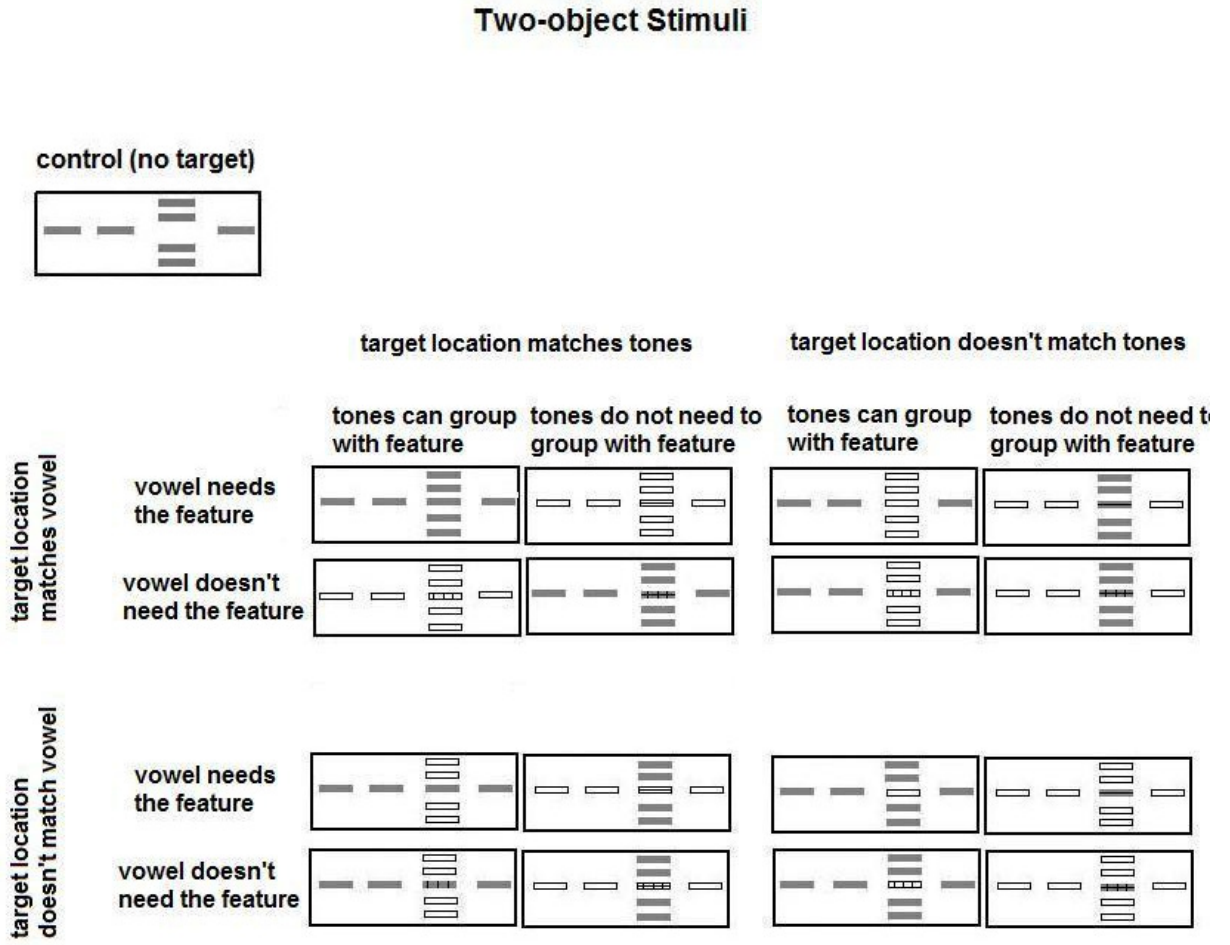 Two-object Stimuli
control (no target)
target location matches tones
target location doesn't match tones
tones can group
with feature
tones do not need to
group with feature
tones can group
with feature
tones do not need t
group with feature
target location
matches vowel
vowel needs
the feature
vowel doesn't
need the feature
target location
doesn't match vowel
vowel needs
the feature
vowel doesn't
need the feature